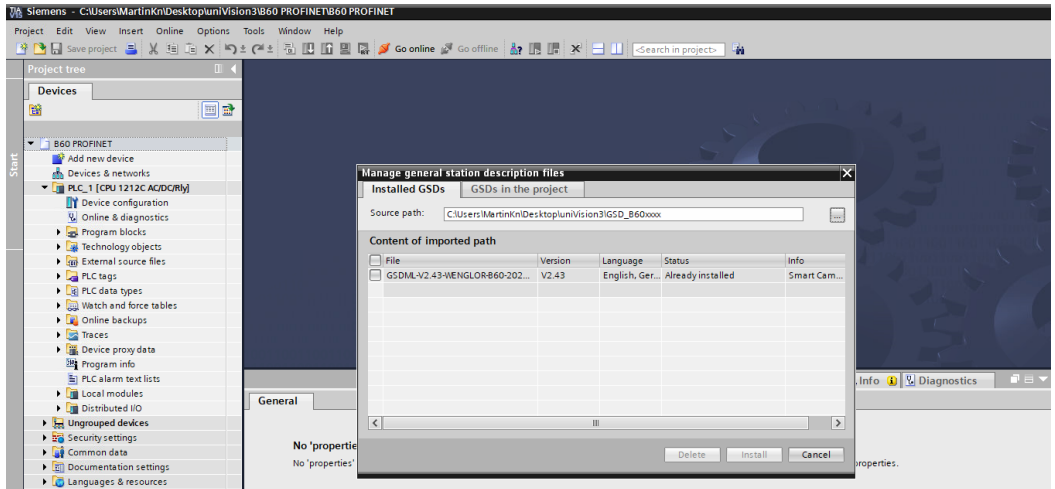 Siemens - C:\Users\MartinKn\Desktop\uniVision3\B60 PROFINET\B60 PROFINET
Project Edit View Insert Online Options Tools Window Help
Save project Go online Go offline <Search in project>
Project tree
Devices
Start
B60 PROFINET
Add new device
Devices & networks
PLC_1 [CPU 1212C AC/DC/Rly]
Device configuration
Online & diagnostics
Program blocks
Technology objects
External source files
PLC tags
PLC data types
Watch and force tables
Online backups
Traces
Device proxy data
Program info
PLC alarm text lists
Local modules
Distributed I/O
Ungrouped devices
Security settings
Common data
Documentation settings
Languages & resources
Manage general station description files
Installed GSDs GSDs in the project
Source path: C:\Users\MartinKn\Desktop\uniVision3\GSD_B60xxxx ...
Content of imported path
File Version Language Status Info
GSDML-V2.43-WENGLOR-B60-202... V2.43 English, Ger... Already installed Smart Cam...
Delete Install Cancel
Info Diagnostics
General
No 'propertie
No 'properties' properties.